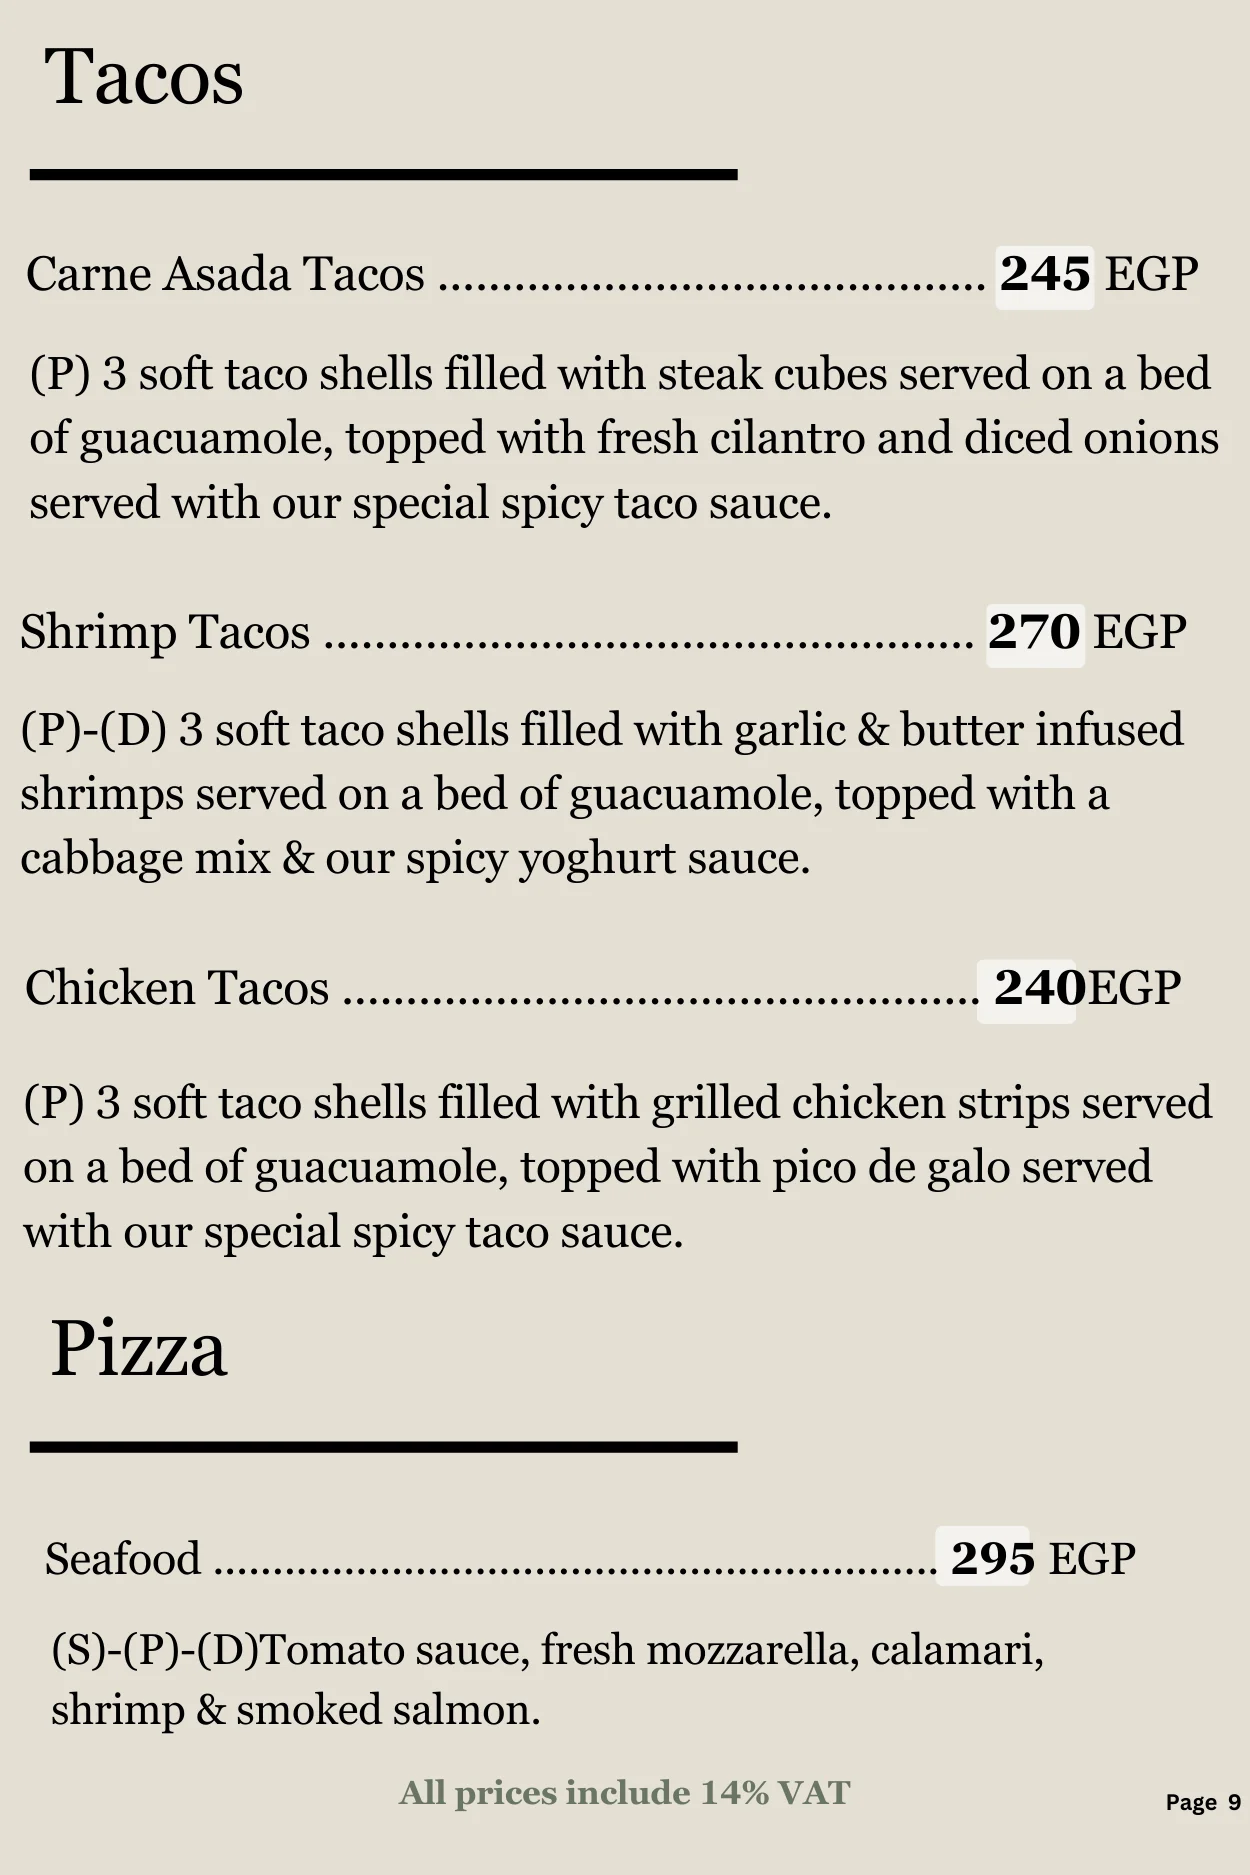 Tacos
Carne Asada Tacos ........................................... 245 EGP
(P) 3 soft taco shells filled with steak cubes served on a bed
of guacuamole, topped with fresh cilantro and diced onions
served with our special spicy taco sauce.
Shrimp Tacos ................................................... 270 EGP
(P)-(D) 3 soft taco shells filled with garlic & butter infused
shrimps served on a bed of guacuamole, topped with a
cabbage mix & our spicy yoghurt sauce.
Chicken Tacos .................................................. 240EGP
(P) 3 soft taco shells filled with grilled chicken strips served
on a bed of guacuamole, topped with pico de galo served
with our special spicy taco sauce.
Pizza
Seafood ............................................................. 295 EGP
(S)-(P)-(D)Tomato sauce, fresh mozzarella, calamari,
shrimp & smoked salmon.
All prices include 14% VAT
Page 9